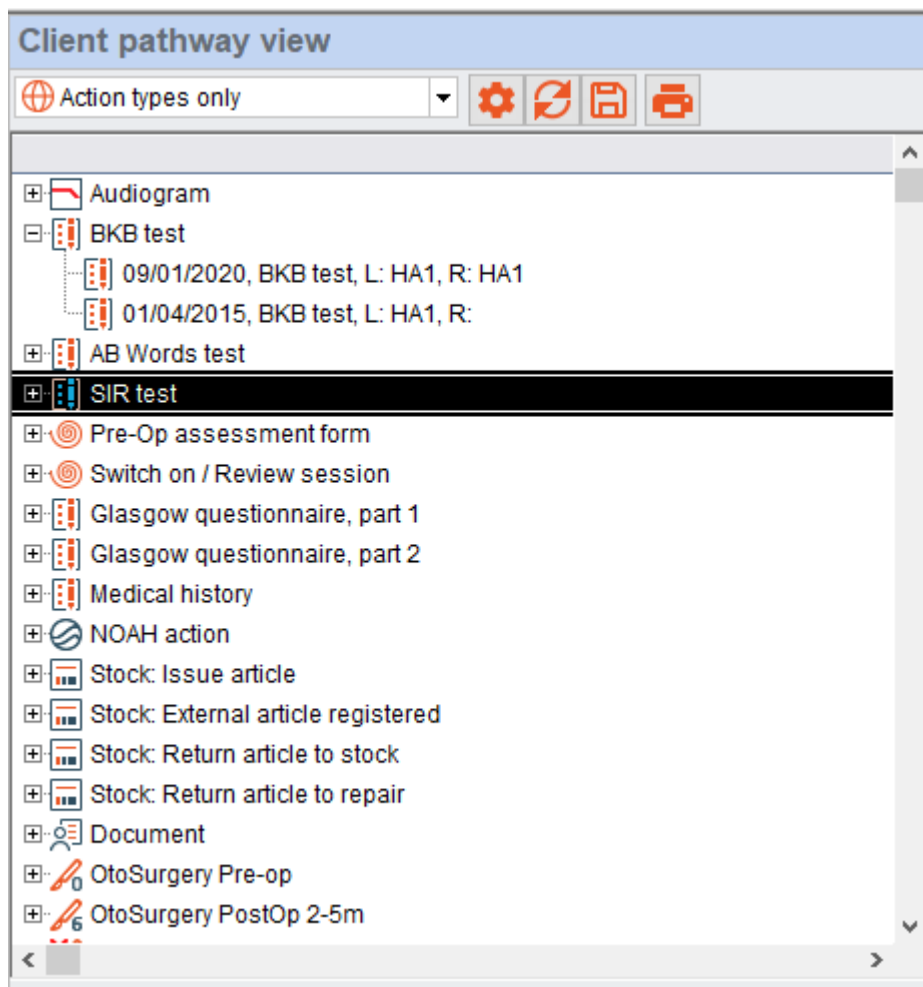 Client pathway view
Action types only
Audiogram
BKB test
09/01/2020, BKB test, L: HA1, R: HA1
01/04/2015, BKB test, L: HA1, R:
AB Words test
SIR test
Pre-Op assessment form
Switch on / Review session
Glasgow questionnaire, part 1
Glasgow questionnaire, part 2
Medical history
NOAH action
Stock: Issue article
Stock: External article registered
Stock: Return article to stock
Stock: Return article to repair
Document
0 OtoSurgery Pre-op
6 OtoSurgery PostOp 2-5m